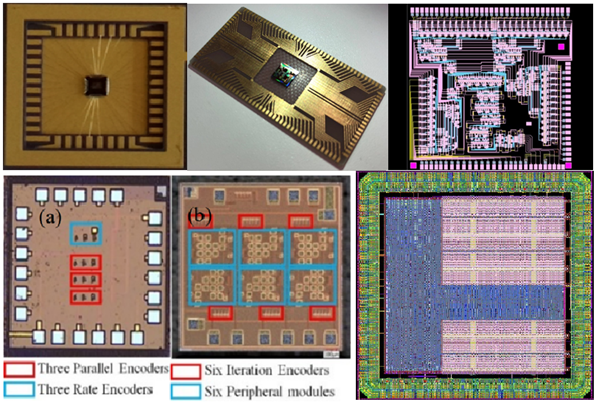 (a)
(b)
Three Parallel Encoders
Three Rate Encoders
Six Iteration Encoders
Six Peripheral modules